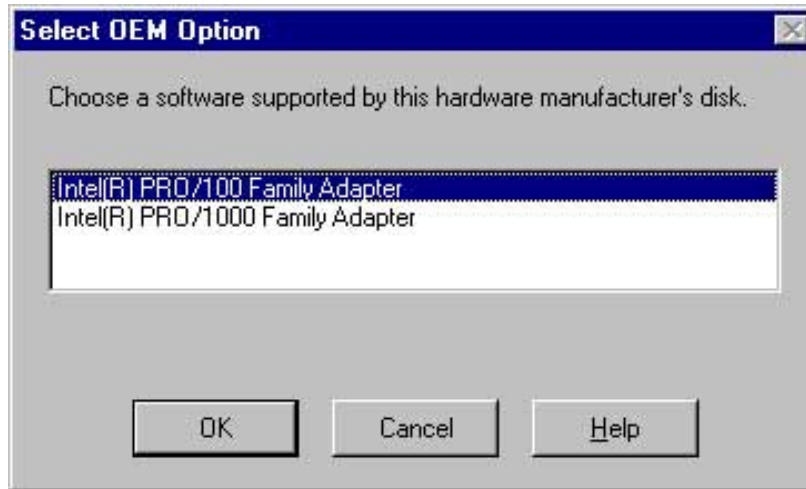 Select OEM Option
Choose a software supported by this hardware manufacturer's disk.
Intel(R) PRO/100 Family Adapter
Intel(R) PRO/1000 Family Adapter
OK Cancel Help